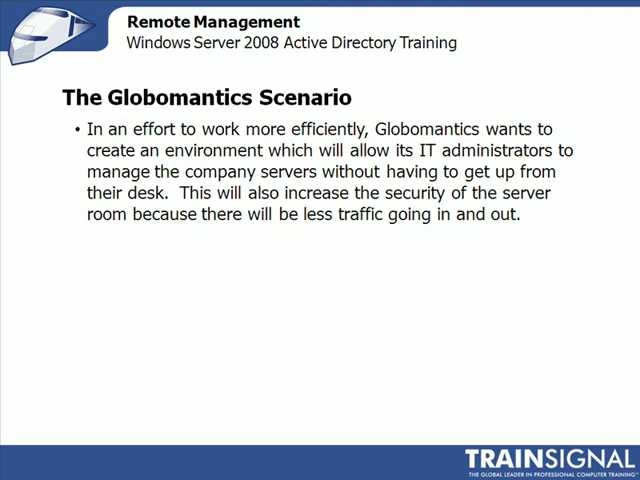 Remote Management
Windows Server 2008 Active Directory Training
The Globomantics Scenario
• In an effort to work more efficiently, Globomantics wants to
create an environment which will allow its IT administrators to
manage the company servers without having to get up from
their desk. This will also increase the security of the server
room because there will be less traffic going in and out.
TRAINSIGNAL
THE GLOBAL LEADER IN PROFESSIONAL COMPUTER TRAINING